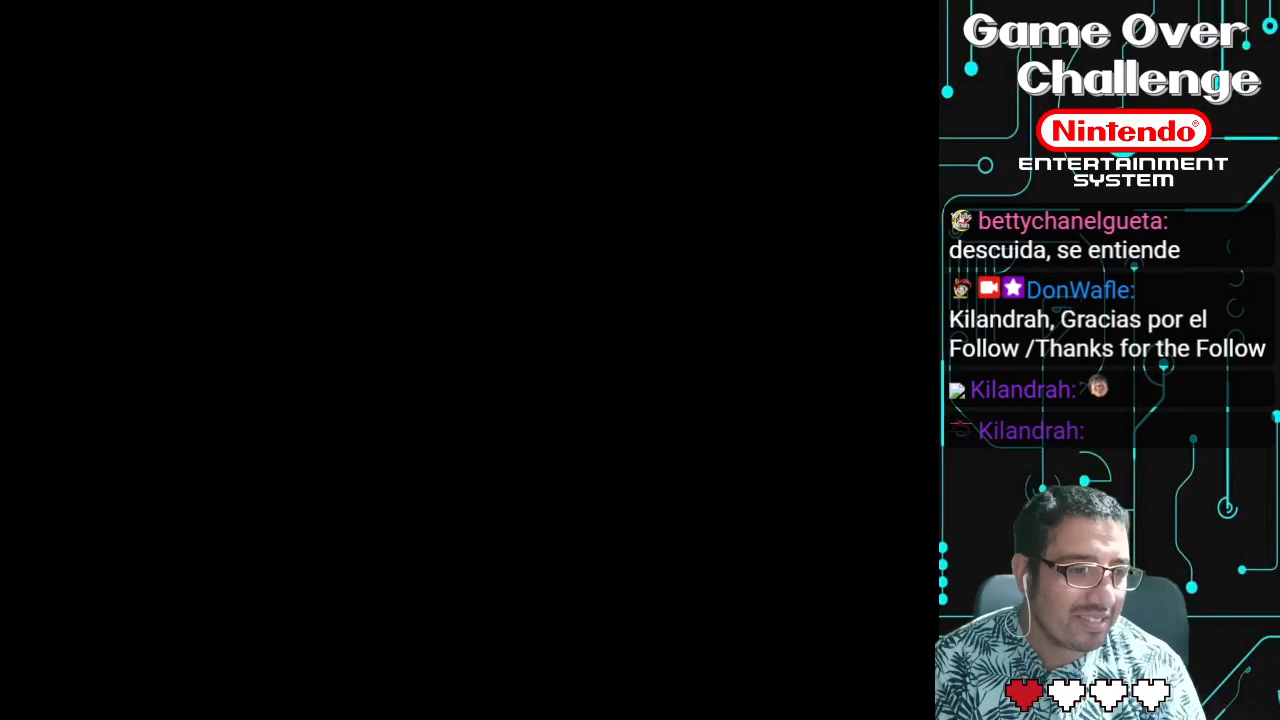 Game Over
Challenge
Nintendo®
ENTERTAINMENT
SYSTEM
bettychanelgueta:
descuida, se entiende
DonWafle:
Kilandrah, Gracias por el
Follow /Thanks for the Follow
Kilandrah:
Kilandrah: